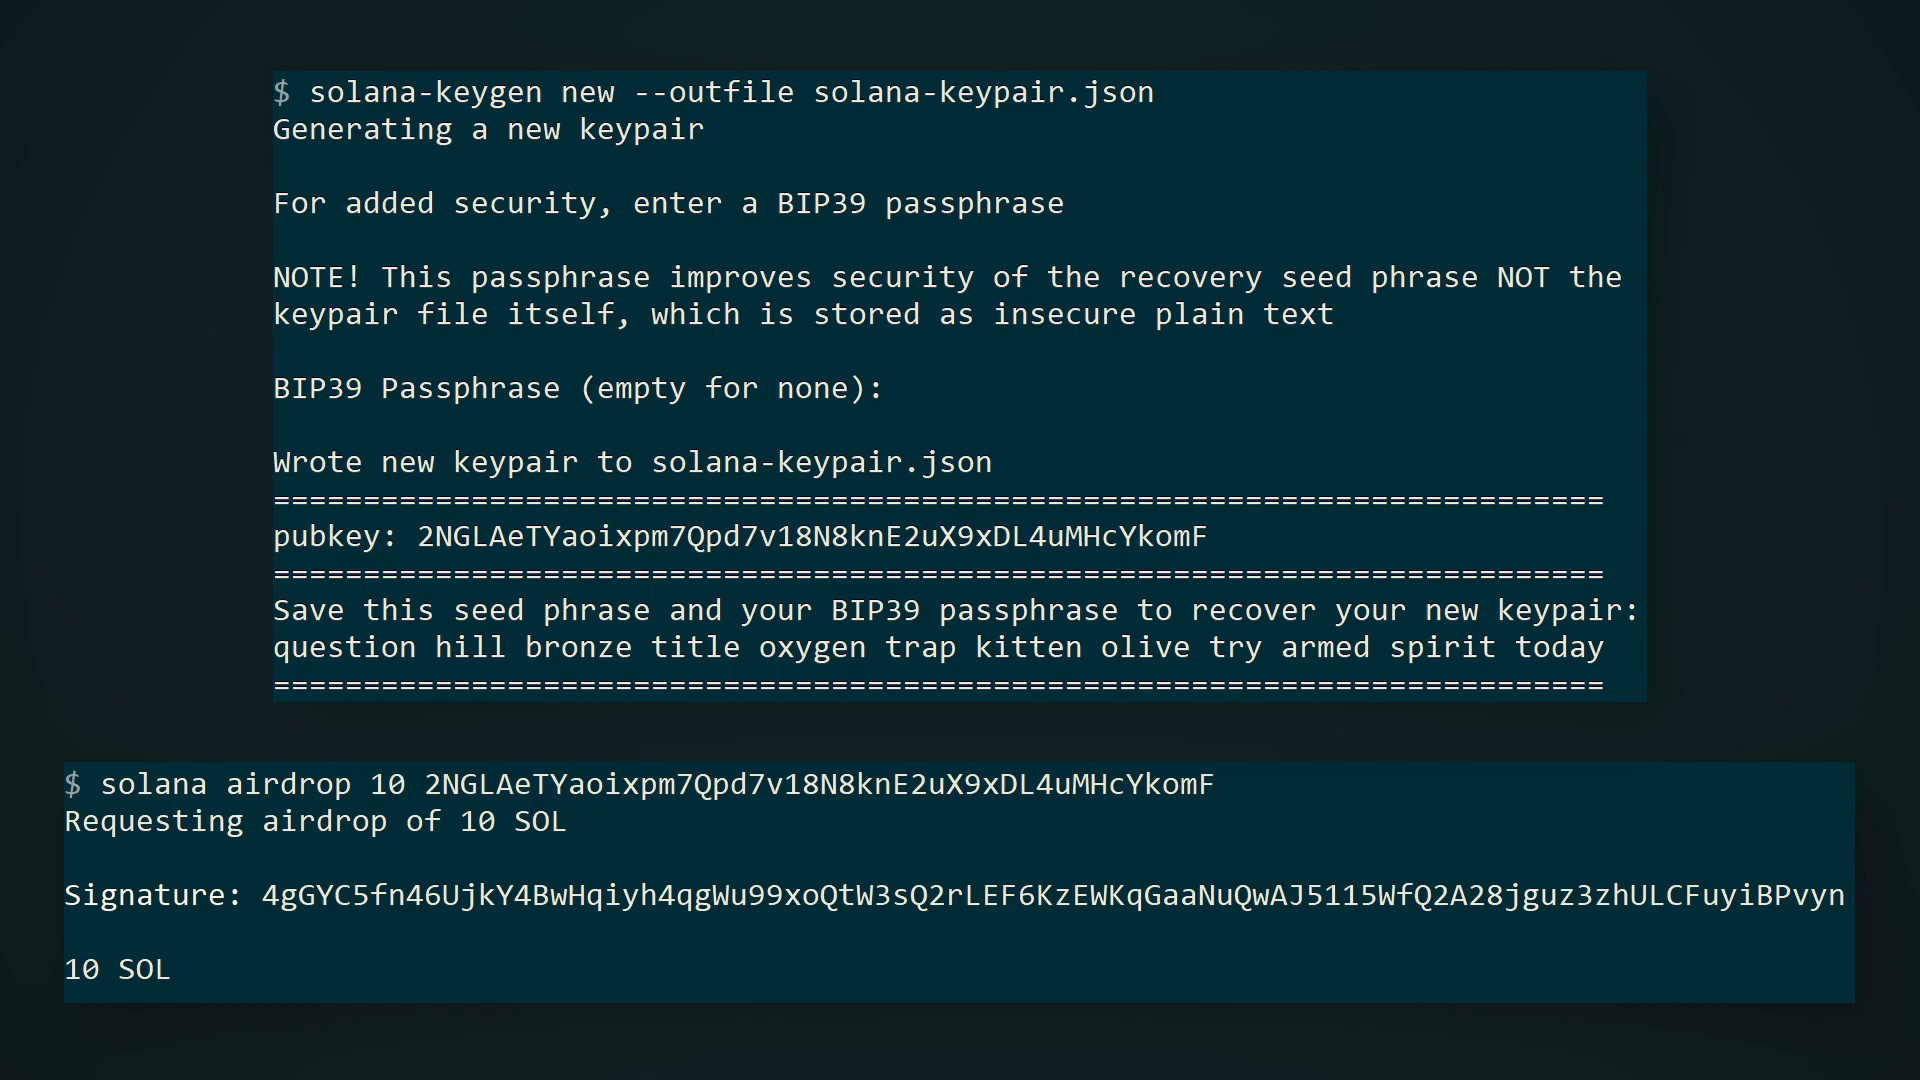 $ solana-keygen new --outfile solana-keypair.json
Generating a new keypair
For added security, enter a BIP39 passphrase
NOTE! This passphrase improves security of the recovery seed phrase NOT the
keypair file itself, which is stored as insecure plain text
BIP39 Passphrase (empty for none):
Wrote new keypair to solana-keypair.json
==========================================================================
pubkey: 2NGLAeTYaoixpm7Qpd7v18N8knE2uX9xDL4uMHcYkomF
==========================================================================
Save this seed phrase and your BIP39 passphrase to recover your new keypair:
question hill bronze title oxygen trap kitten olive try armed spirit today
==========================================================================
$ solana airdrop 10 2NGLAeTYaoixpm7Qpd7v18N8knE2uX9xDL4uMHcYkomF
Requesting airdrop of 10 SOL
Signature: 4gGYC5fn46UjkY4BwHqiyh4qgWu99xoQtW3sQ2rLEF6KzEWKqGaaNuQwAJ5115WfQ2A28jguz3zhULCFuyiBPvyn
10 SOL